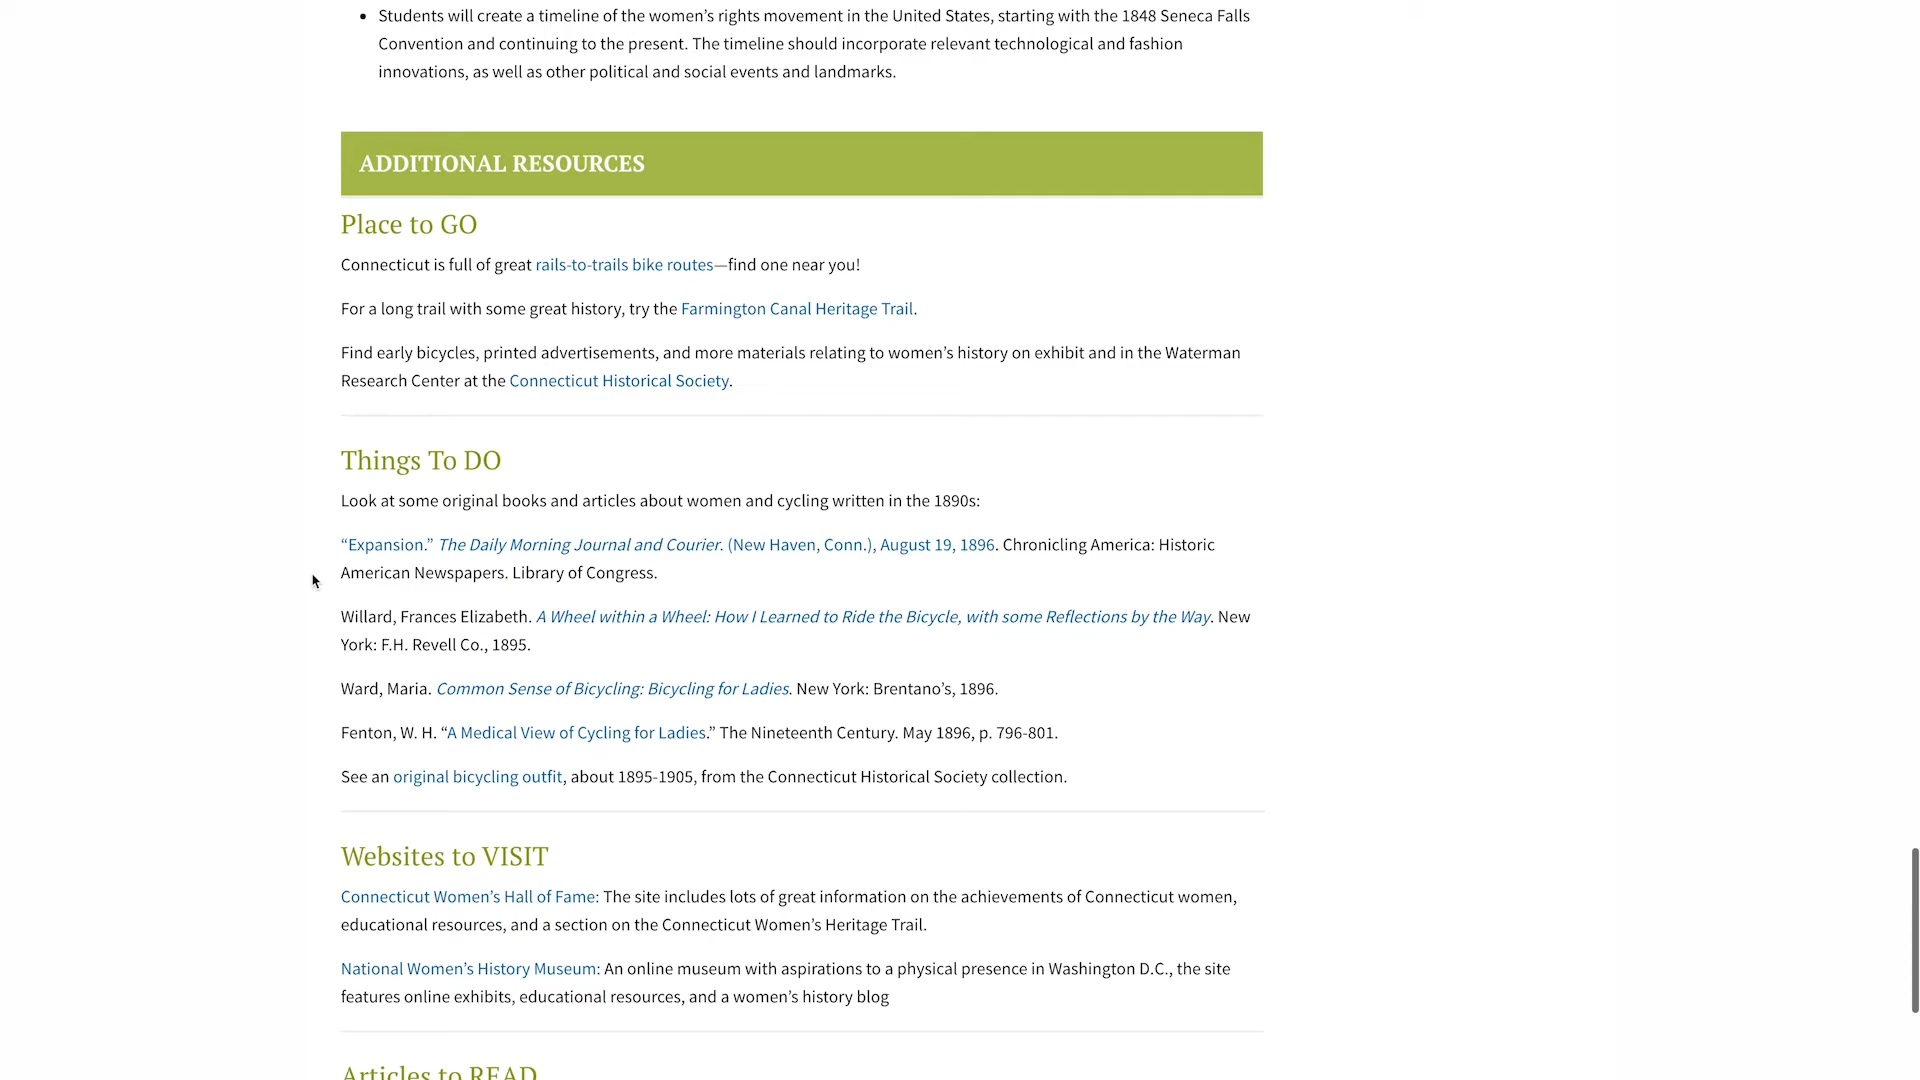 • Students will create a timeline of the women’s rights movement in the United States, starting with the 1848 Seneca Falls
Convention and continuing to the present. The timeline should incorporate relevant technological and fashion
innovations, as well as other political and social events and landmarks.
ADDITIONAL RESOURCES
Place to GO
Connecticut is full of great rails-to-trails bike routes—find one near you!
For a long trail with some great history, try the Farmington Canal Heritage Trail.
Find early bicycles, printed advertisements, and more materials relating to women’s history on exhibit and in the Waterman
Research Center at the Connecticut Historical Society.
Things To DO
Look at some original books and articles about women and cycling written in the 1890s:
“Expansion.” The Daily Morning Journal and Courier. (New Haven, Conn.), August 19, 1896. Chronicling America: Historic
American Newspapers. Library of Congress.
Willard, Frances Elizabeth. A Wheel within a Wheel: How I Learned to Ride the Bicycle, with some Reflections by the Way. New
York: F.H. Revell Co., 1895.
Ward, Maria. Common Sense of Bicycling: Bicycling for Ladies. New York: Brentano’s, 1896.
Fenton, W. H. “A Medical View of Cycling for Ladies.” The Nineteenth Century. May 1896, p. 796-801.
See an original bicycling outfit, about 1895-1905, from the Connecticut Historical Society collection.
Websites to VISIT
Connecticut Women’s Hall of Fame: The site includes lots of great information on the achievements of Connecticut women,
educational resources, and a section on the Connecticut Women’s Heritage Trail.
National Women’s History Museum: An online museum with aspirations to a physical presence in Washington D.C., the site
features online exhibits, educational resources, and a women’s history blog
Articles to READ